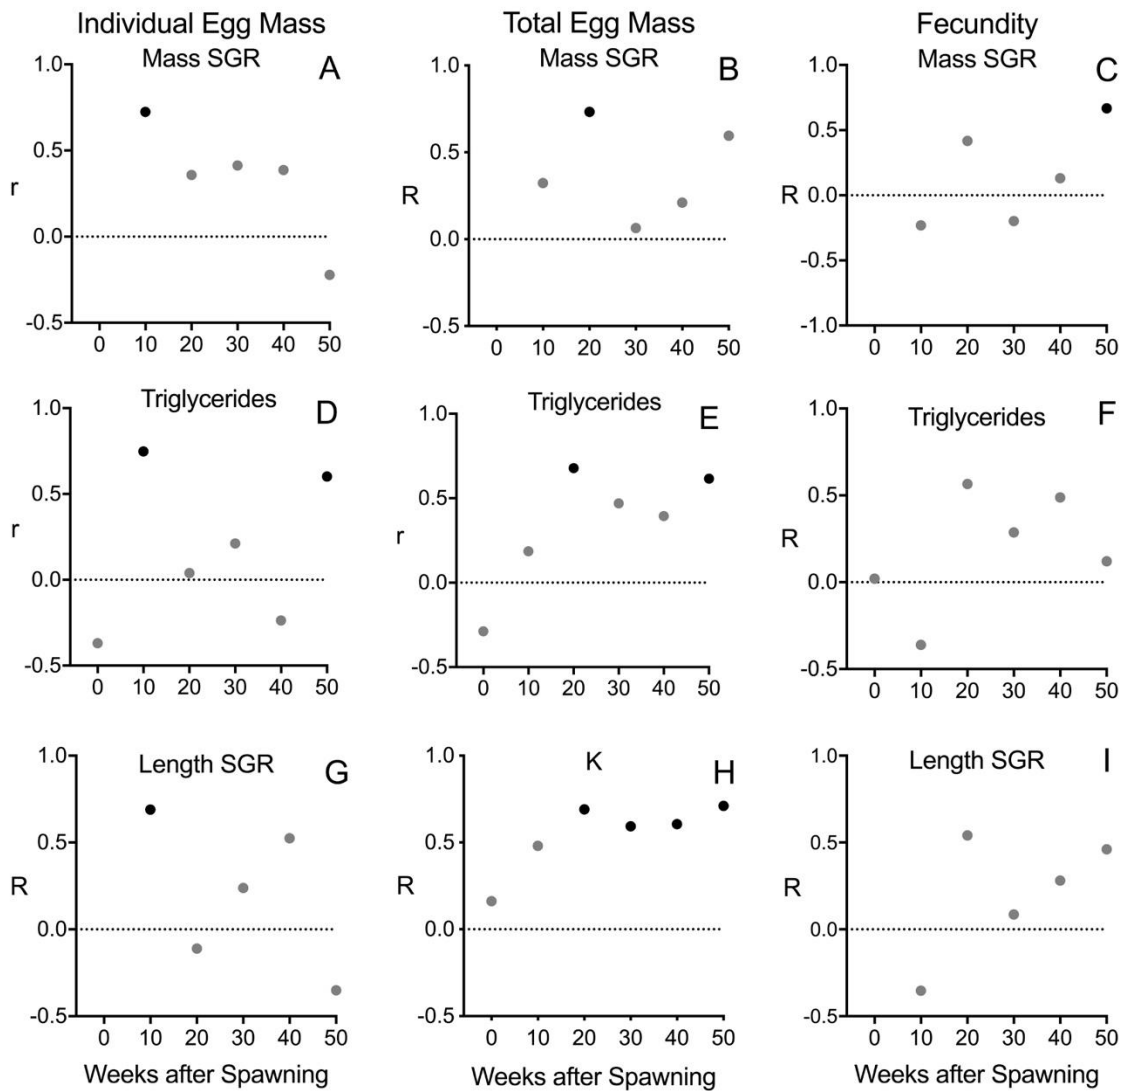 Individual Egg Mass
Total Egg Mass
Fecundity
Mass SGR
A
1.0
0.5
0.0
-0.5
r
0 10 20 30 40 50
Mass SGR
B
1.0
0.5
0.0
-0.5
R
0 10 20 30 40 50
Mass SGR
C
1.0
0.5
0.0
-0.5
-1.0
R
0 10 20 30 40 50
Triglycerides
D
1.0
0.5
0.0
-0.5
r
0 10 20 30 40 50
Triglycerides
E
1.0
0.5
0.0
-0.5
r
0 10 20 30 40 50
Triglycerides
F
1.0
0.5
0.0
-0.5
R
0 10 20 30 40 50
Length SGR
G
1.0
0.5
0.0
-0.5
R
0 10 20 30 40 50
Weeks after Spawning
K
H
1.0
0.5
0.0
-0.5
R
0 10 20 30 40 50
Weeks after Spawning
Length SGR
I
1.0
0.5
0.0
-0.5
R
0 10 20 30 40 50
Weeks after Spawning